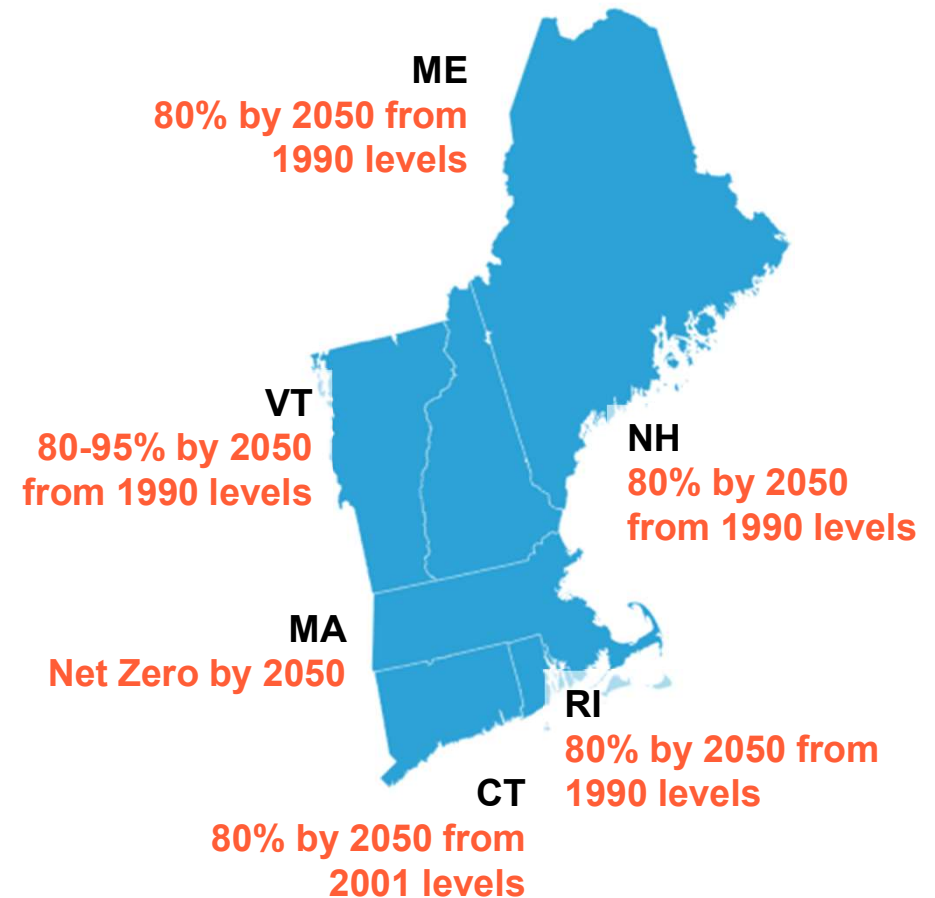 ME
80% by 2050 from
1990 levels
VT
80-95% by 2050
from 1990 levels
NH
80% by 2050
from 1990 levels
MA
Net Zero by 2050
RI
80% by 2050 from
1990 levels
CT
80% by 2050 from
2001 levels